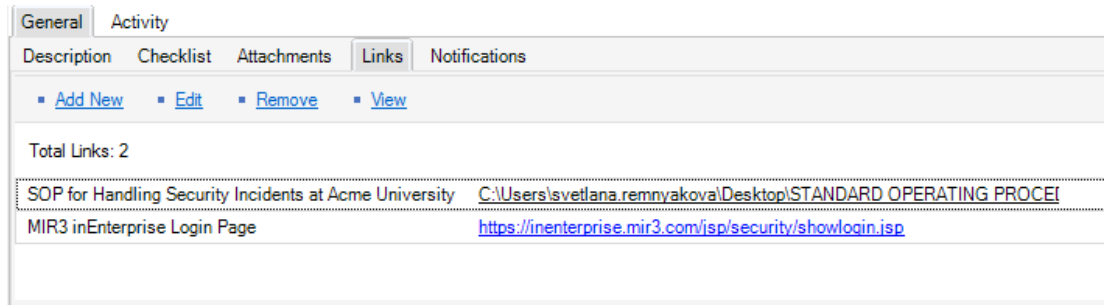 General Activity
Description Checklist Attachments Links Notifications
Add New Edit Remove View
Total Links: 2
SOP for Handling Security Incidents at Acme University C:\Users\svetlana.remnyakova\Desktop\STANDARD OPERATING
MIR3 inEnterprise Login Page https://inenterprise.mir3.com/jsp/security/showlogin.jsp